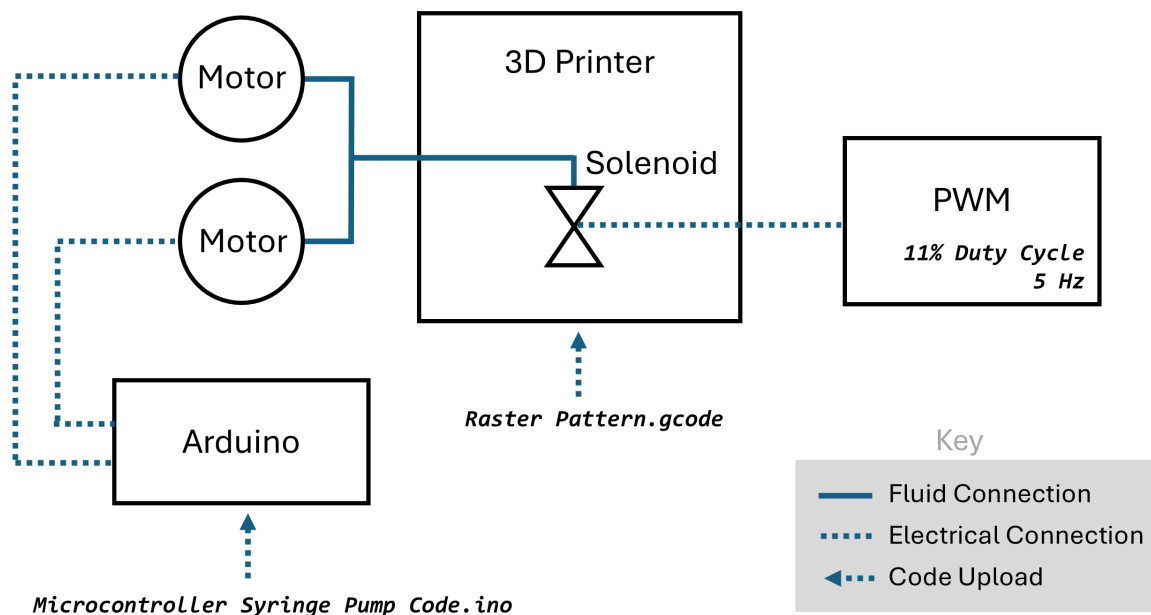 Motor
3D Printer
Solenoid
PWM
11% Duty Cycle
5 Hz
Motor
Raster Pattern.gcode
Arduino
Microcontroller Syringe Pump Code.ino
Key
Fluid Connection
Electrical Connection
Code Upload